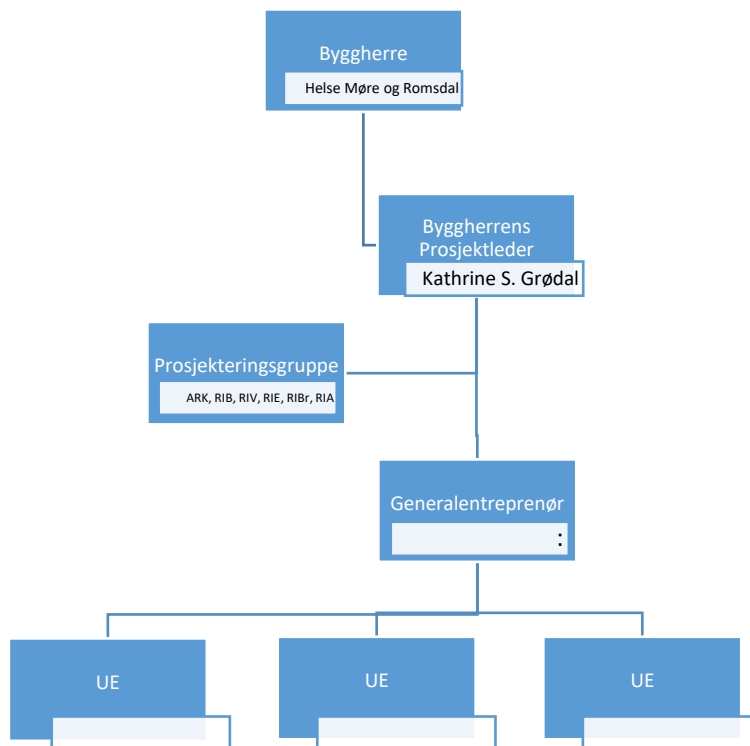 Byggherre
Helse Møre og Romsdal
Byggherrens
Prosjektleder
Kathrine S. Grødal
Prosjekteringsgruppe
ARK, RIB, RIV, RIE, RIBr, RIA
Generalentreprenør
:
UE
UE
UE